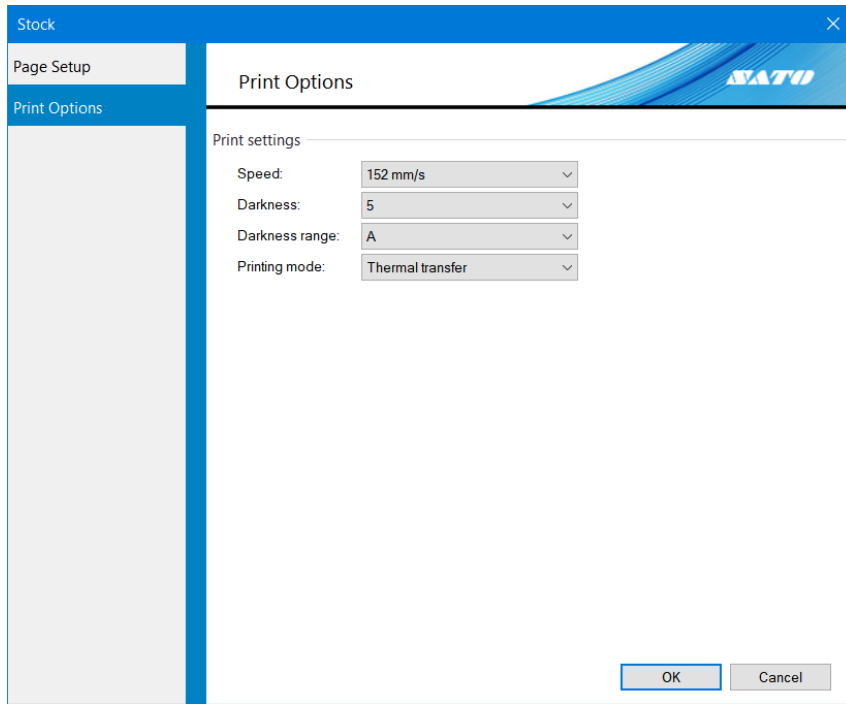 Stock
Page Setup
Print Options
Print Options
SATO
Print settings
Speed: 152 mm/s
Darkness: 5
Darkness range: A
Printing mode: Thermal transfer
OK Cancel